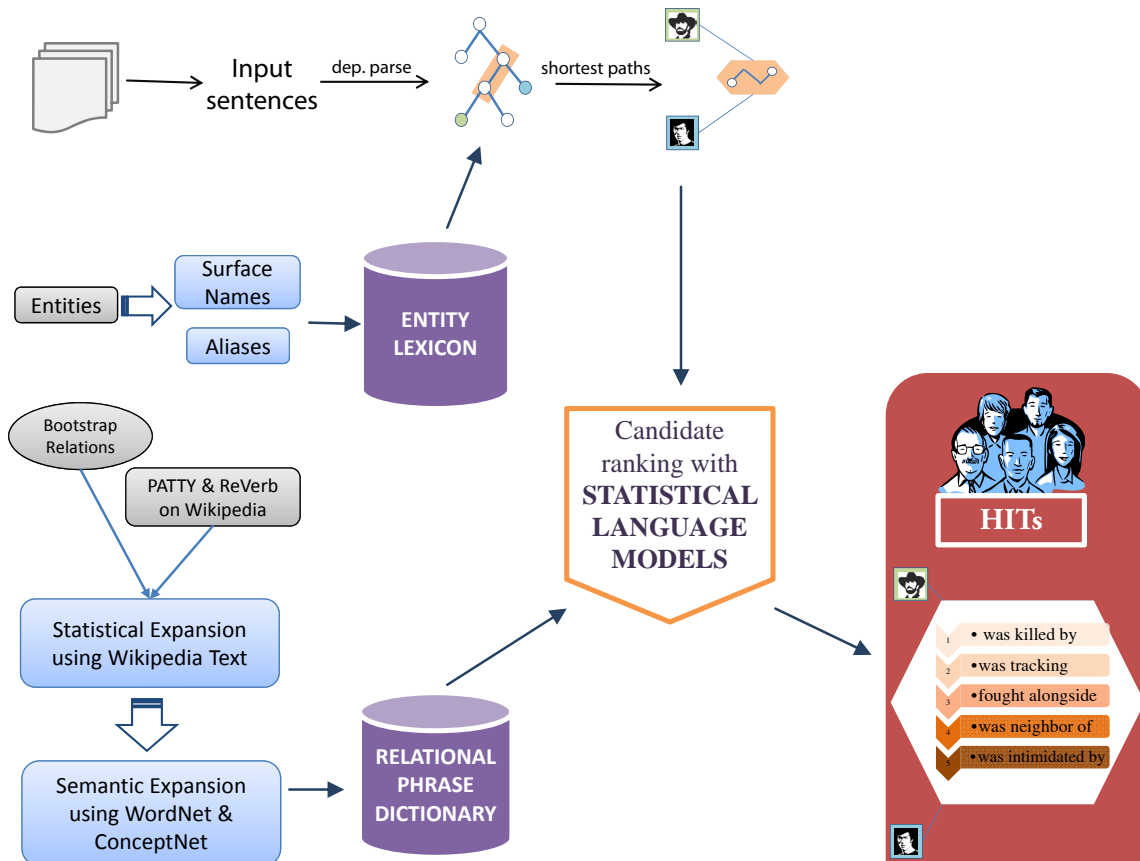 Input
sentences
dep. parse
shortest paths
Entities
Surface
Names
Aliases
ENTITY
LEXICON
Bootstrap
Relations
PATTY & ReVerb
on Wikipedia
Statistical Expansion
using Wikipedia Text
Semantic Expansion
using WordNet &
ConceptNet
RELATIONAL
PHRASE
DICTIONARY
Candidate
ranking with
STATISTICAL
LANGUAGE
MODELS
HITs
1 • was killed by
2 • was tracking
3 • fought alongside
4 • was neighbor of
5 • was intimidated by